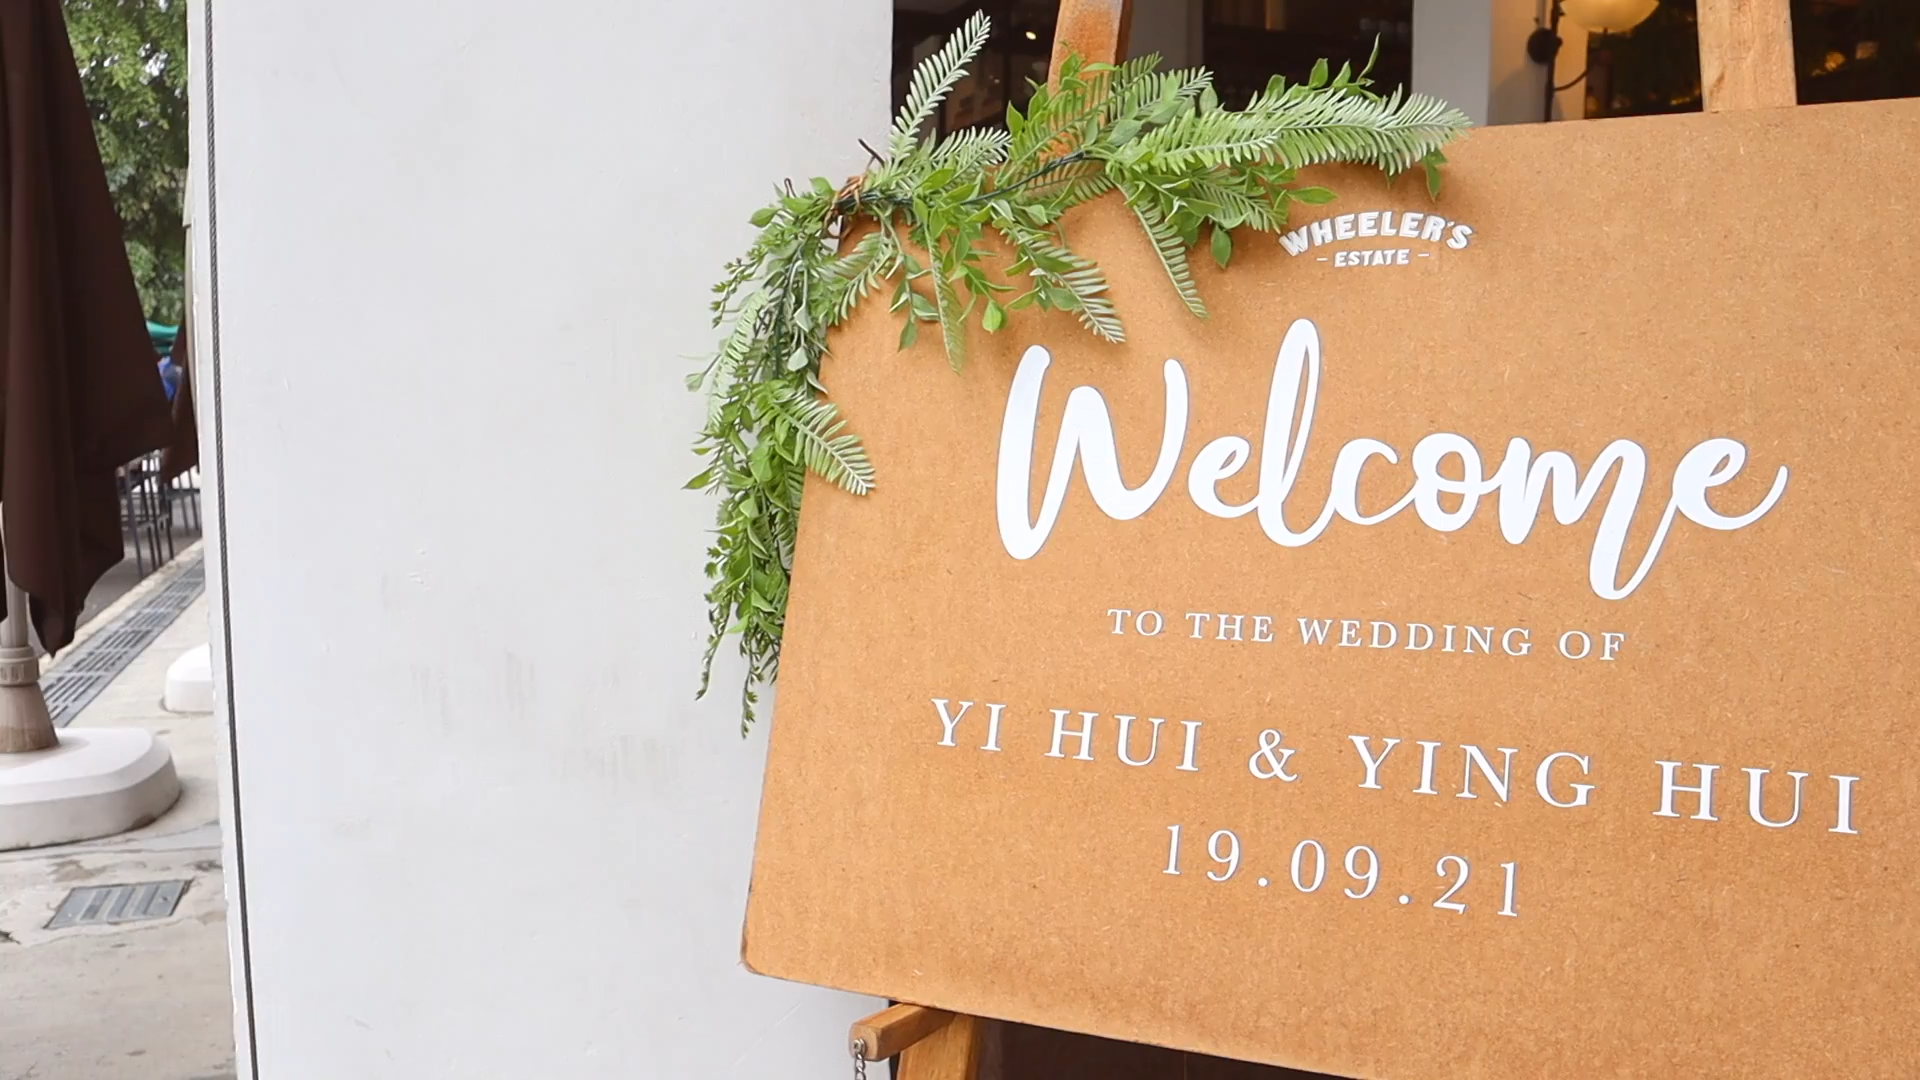 WHEELER'S
- ESTATE -
Welcome
TO THE WEDDING OF
YI HUI & YING HUI
19.09.21